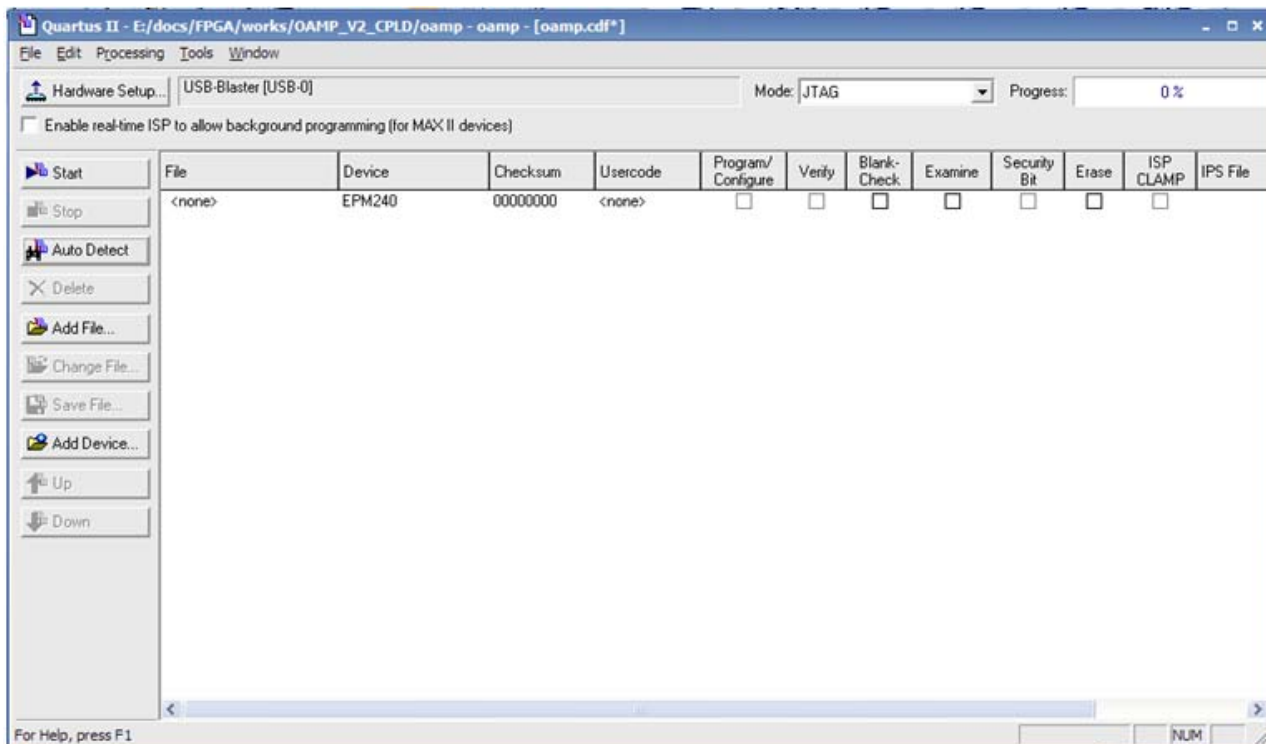 Quartus II - E:/docs/FPGA/works/OAMP_V2_CPLD/oamp - oamp - [oamp.cdf*]
File Edit Processing Tools Window
Hardware Setup... USB-Blaster [USB-0] Mode: JTAG Progress: 0 %
Enable real-time ISP to allow background programming (for MAX II devices)
Start
Stop
Auto Detect
Delete
Add File...
Change File...
Save File...
Add Device...
Up
Down
File Device Checksum Usercode Program/ Configure Verify Blank- Check Examine Security Bit Erase ISP CLAMP IPS File
<none> EPM240 00000000 <none>
For Help, press F1 NUM